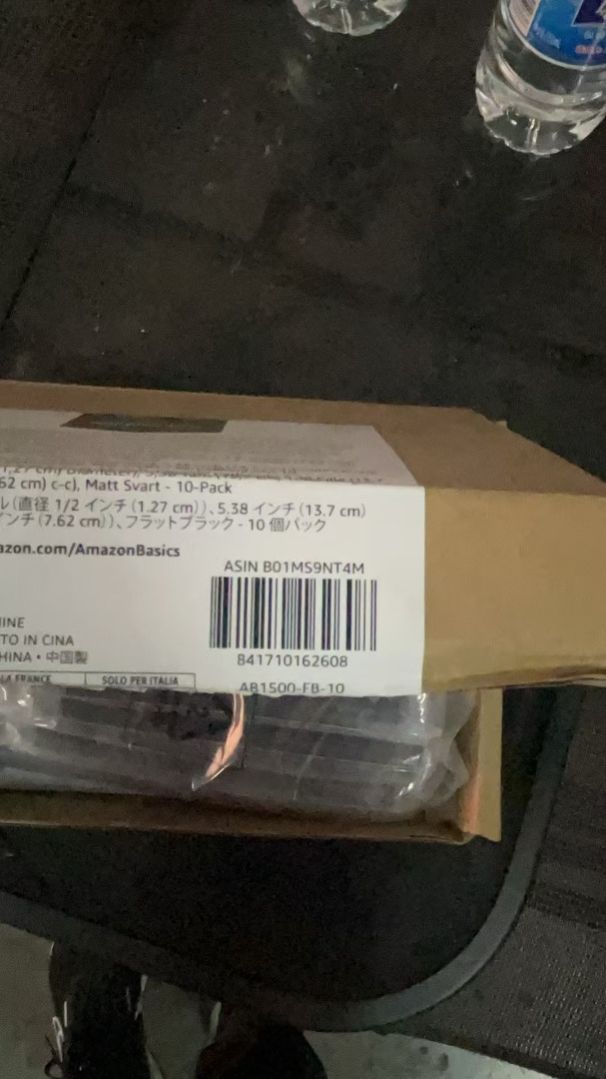 62 cm) c-c), Matt Svart - 10-Pack
ル (直径 1/2 インチ (1.27 cm))、5.38 インチ (13.7 cm)
インチ (7.62 cm))、フラットブラック - 10 個パック
azon.com/AmazonBasics
ASIN B01MS9NT4M
841710162608
INE
TO IN CINA
HINA • 中国製
LA FRANCE
SOLO PER ITALIA
AB1500-FB-10